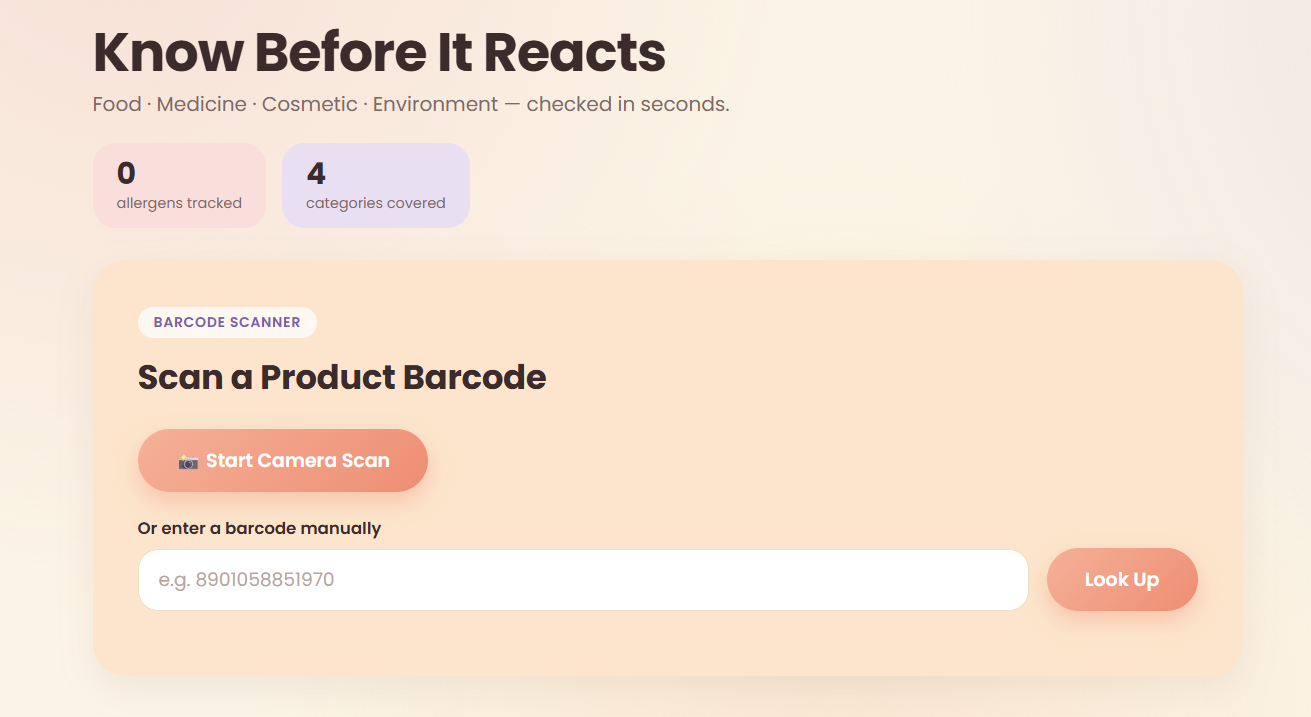 Know Before It Reacts
Food · Medicine · Cosmetic · Environment — checked in seconds.
0
allergens tracked
4
categories covered
BARCODE SCANNER
Scan a Product Barcode
📷 Start Camera Scan
Or enter a barcode manually
e.g. 8901058851970
Look Up